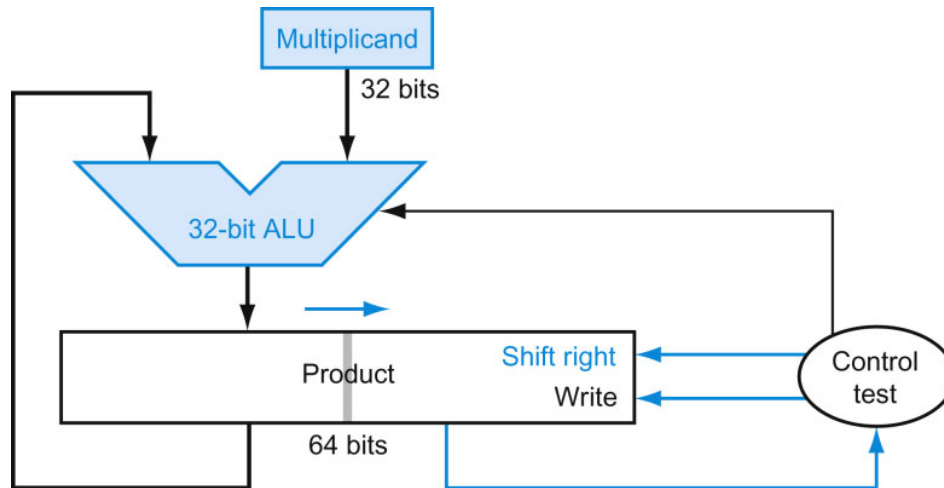 Multiplicand
32 bits
32-bit ALU
Product
Shift right
Write
64 bits
Control
test